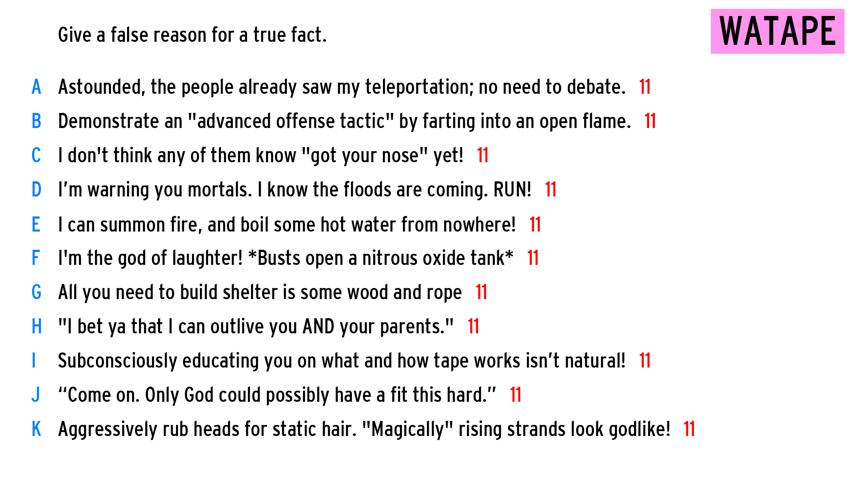 Give a false reason for a true fact.
WATAPE
A Astounded, the people already saw my teleportation; no need to debate. 11
B Demonstrate an "advanced offense tactic" by farting into an open flame. 11
C I don't think any of them know "got your nose" yet! 11
D I’m warning you mortals. I know the floods are coming. RUN! 11
E I can summon fire, and boil some hot water from nowhere! 11
F I'm the god of laughter! *Busts open a nitrous oxide tank* 11
G All you need to build shelter is some wood and rope 11
H "I bet ya that I can outlive you AND your parents." 11
I Subconsciously educating you on what and how tape works isn’t natural! 11
J “Come on. Only God could possibly have a fit this hard.” 11
K Aggressively rub heads for static hair. "Magically" rising strands look godlike! 11